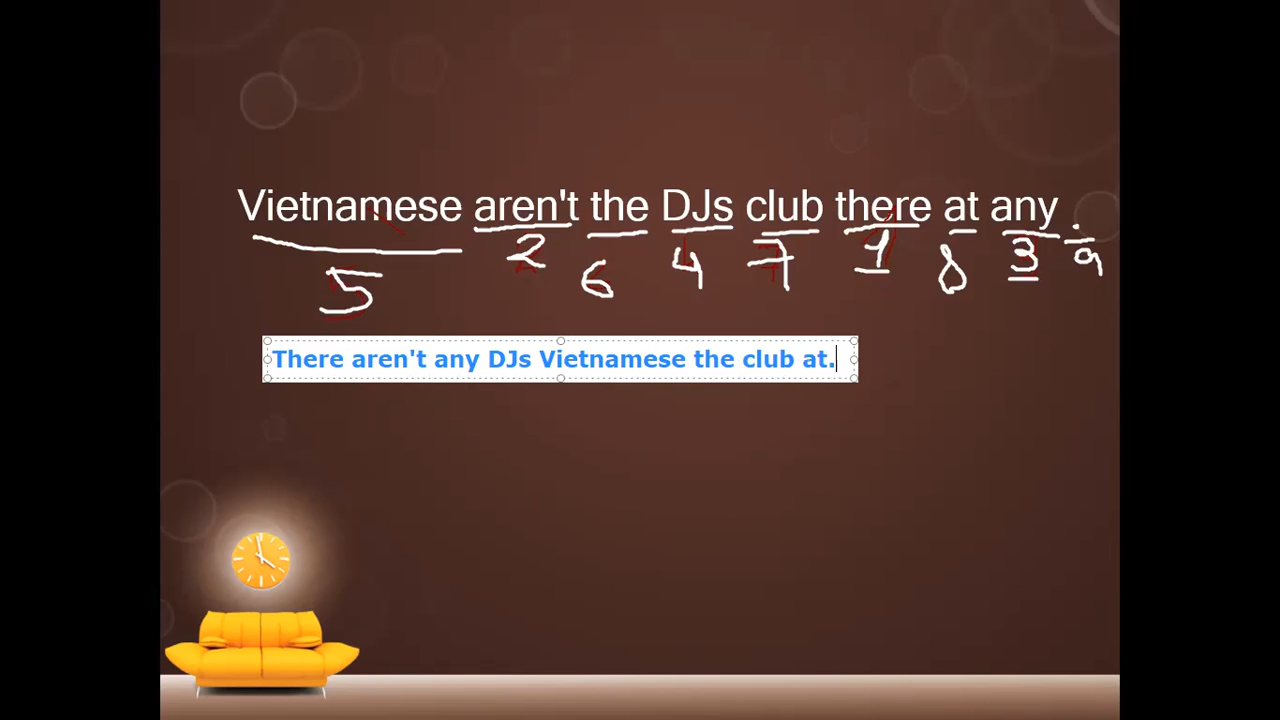 Vietnamese aren't the DJs club there at any
2 6 4 7 1 8 3 9
5
There aren't any DJs Vietnamese the club at.